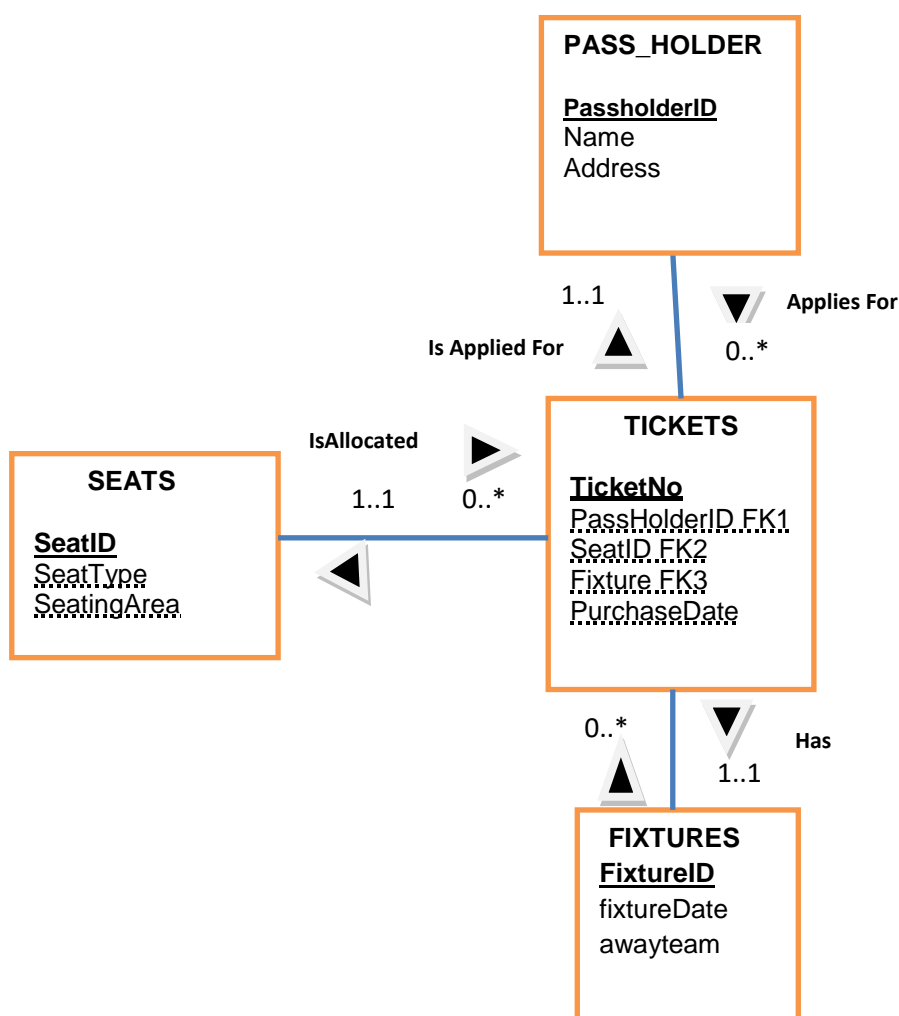 PASS_HOLDER
PassholderID
Name
Address
1..1
Applies For
Is Applied For
0..*
TICKETS
TicketNo
PassHolderID FK1
SeatID FK2
Fixture FK3
PurchaseDate
IsAllocated
1..1
0..*
SEATS
SeatID
SeatType
SeatingArea
0..*
Has
1..1
FIXTURES
FixtureID
fixtureDate
awayteam